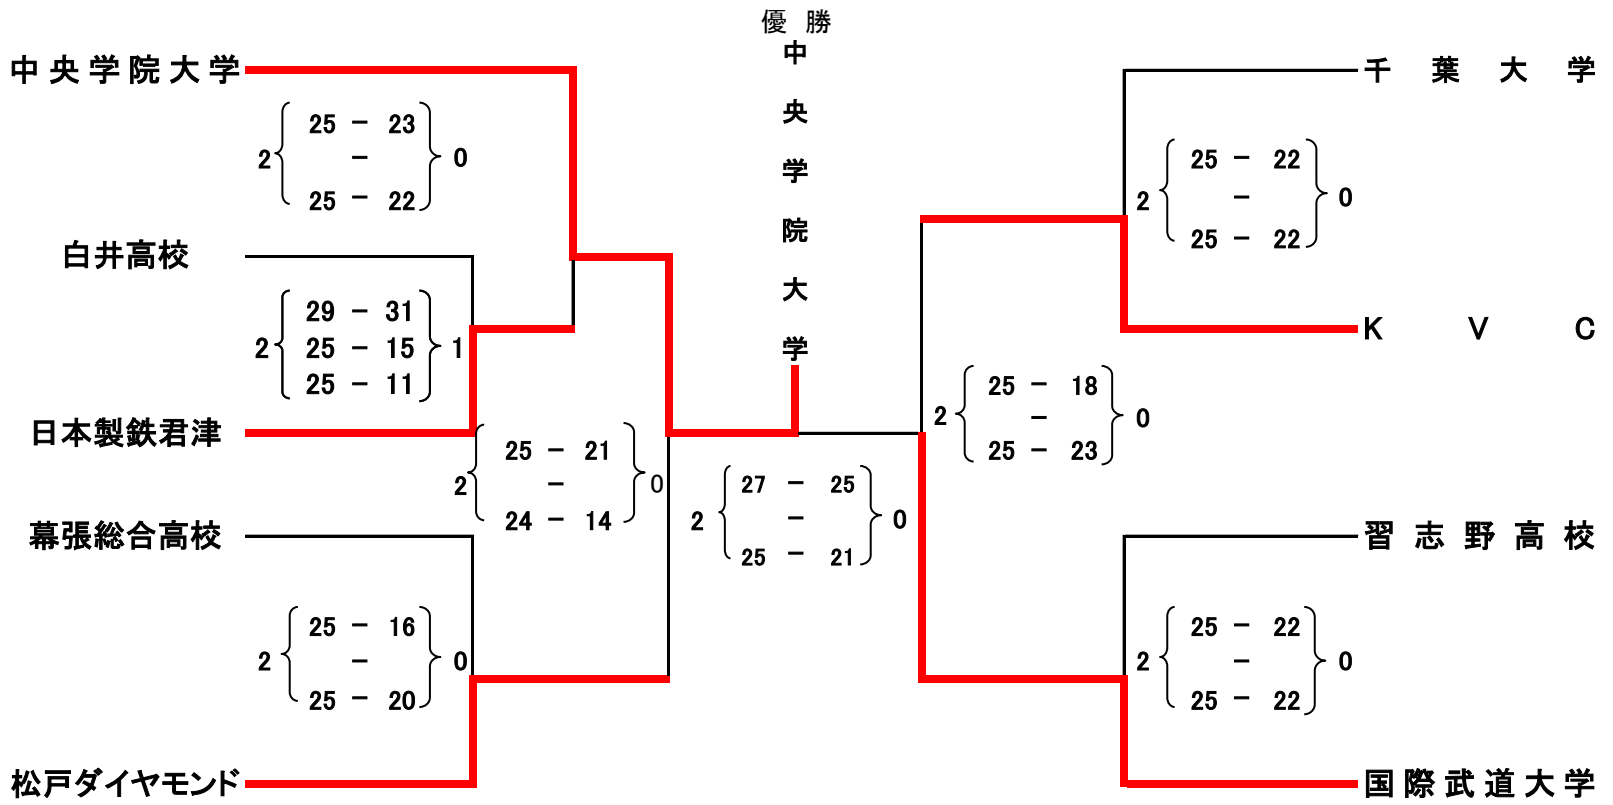 優 勝
中央学院大学
中央学院大学
2 25 － 23 0
－
25 － 22
白井高校
2 29 － 31 1
25 － 15
25 － 11
日本製鉄君津
2 25 － 21 0
－
24 － 14
幕張総合高校
2 25 － 16 0
－
25 － 20
松戸ダイヤモンド
2 27 － 25 0
－
25 － 21
千葉大学
2 25 － 22 0
－
25 － 22
K V C
2 25 － 18 0
－
25 － 23
習志野高校
2 25 － 22 0
－
25 － 22
国際武道大学